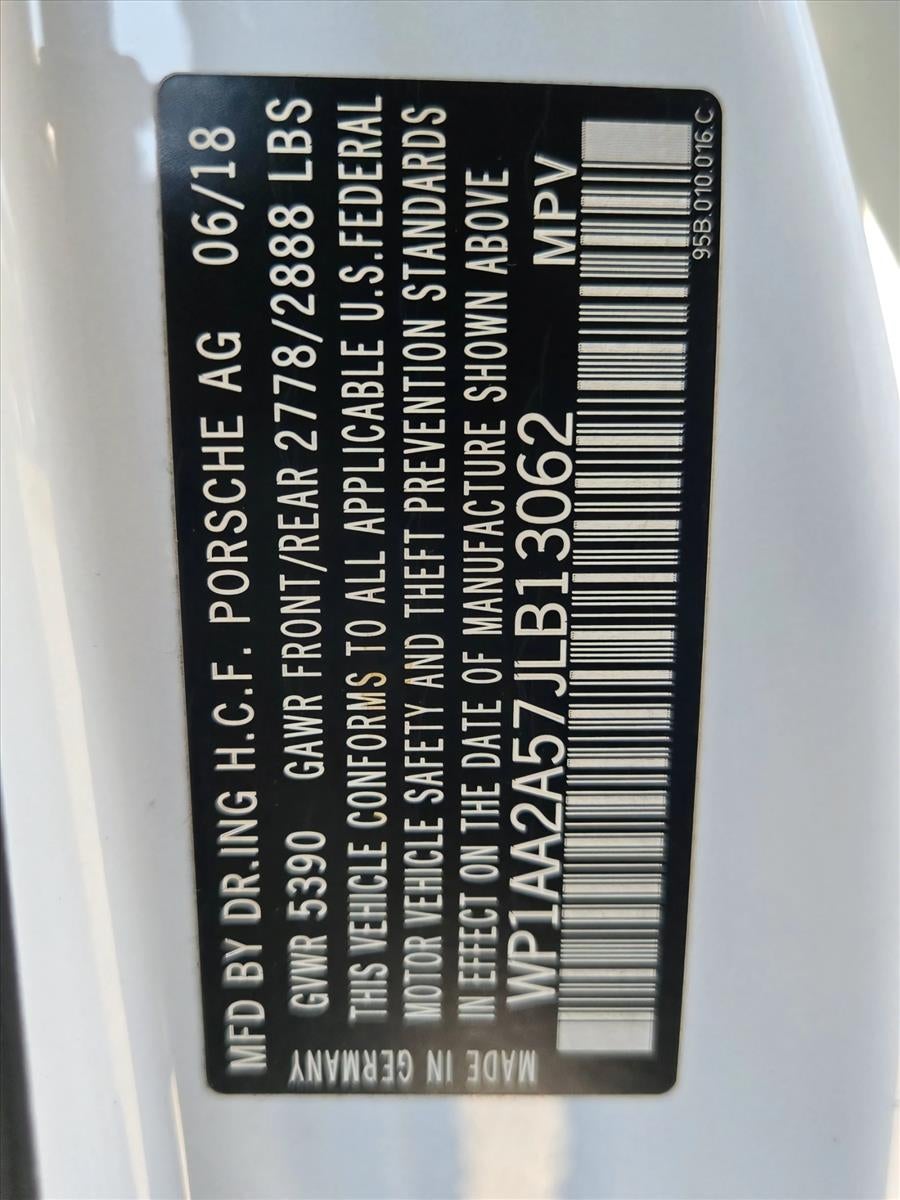 MFD BY DR.ING H.C.F. PORSCHE AG 06/18
GVWR 5390 GAWR FRONT/REAR 2778/2888 LBS
THIS VEHICLE CONFORMS TO ALL APPLICABLE U.S.FEDERAL
MOTOR VEHICLE SAFETY AND THEFT PREVENTION STANDARDS
IN EFFECT ON THE DATE OF MANUFACTURE SHOWN ABOVE
WP1AA2A57JLB13062 MPV
95B.010.016.C
MADE IN GERMANY